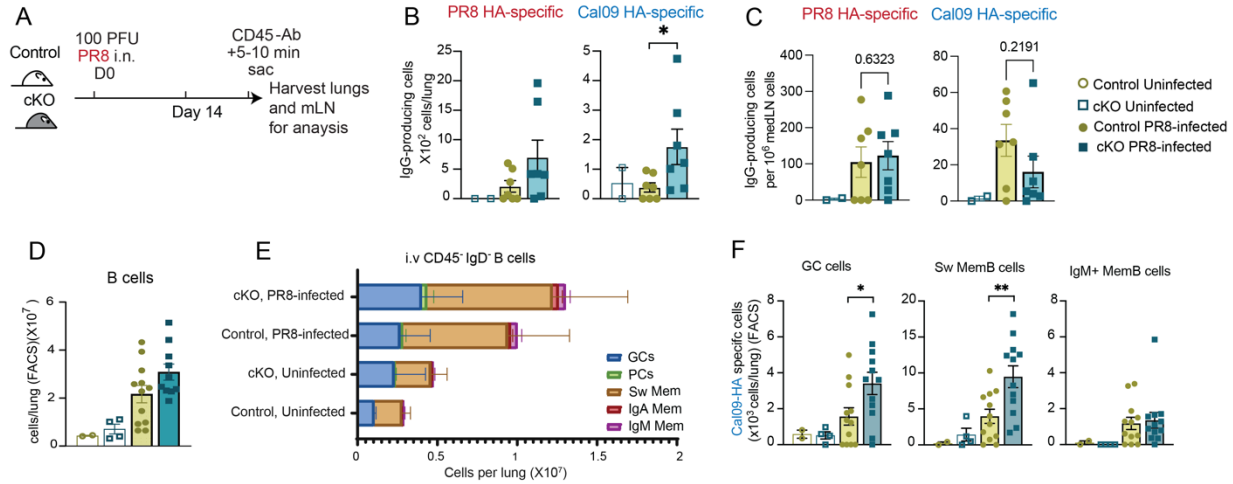 A
Control
cKO
100 PFU
PR8 i.n.
D0
Day 14
CD45-Ab
+5-10 min
sac
Harvest lungs
and mLN
for anaysis
B
PR8 HA-specific
Cal09 HA-specific
IgG-producing cells
X10² cells/lung
25
20
15
10
5
0
5
4
3
2
1
0
*
C
PR8 HA-specific
Cal09 HA-specific
IgG-producing cells
per 10⁶ medLN cells
400
300
200
100
0
0.6323
80
60
40
20
0
0.2191
Control Uninfected
cKO Uninfected
Control PR8-infected
cKO PR8-infected
D
B cells
cells/lung (FACS)(X10⁷)
6
4
2
0
E
i.v CD45⁻ IgD⁻ B cells
cKO, PR8-infected
Control, PR8-infected
cKO, Uninfected
Control, Uninfected
GCs
PCs
Sw Mem
IgA Mem
IgM Mem
0
0.5
1
1.5
2
Cells per lung (X10⁷)
F
Cal09-HA specifc cells
(x10³ cells/lung) (FACS)
GC cells
8
6
4
2
0
*
Sw MemB cells
20
15
10
5
0
**
IgM+ MemB cells
8
6
4
2
0